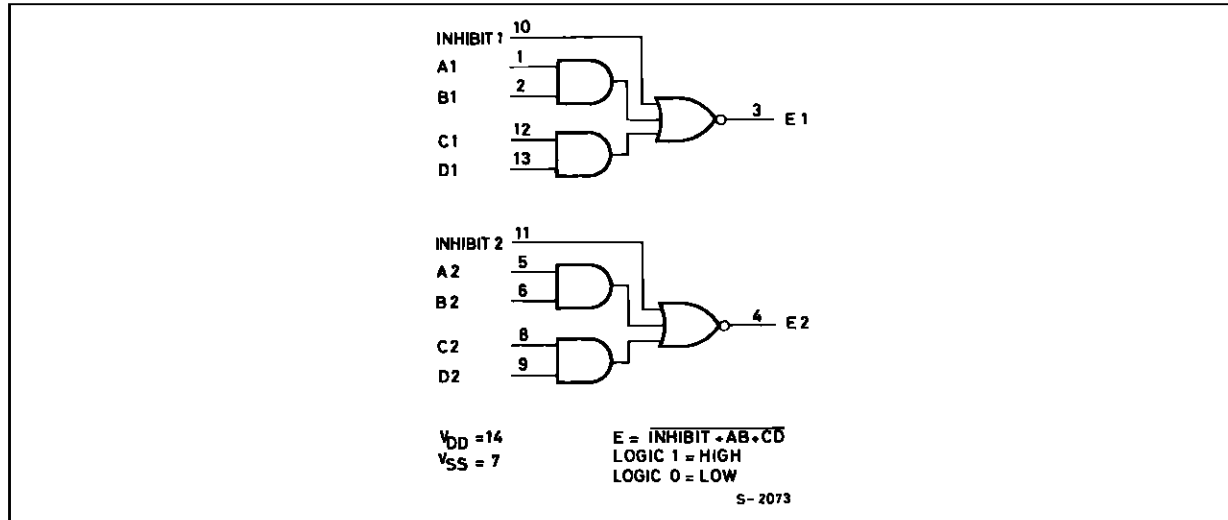 INHIBIT 1 10
A1 1
B1 2
C1 12
D1 13
3 E1
INHIBIT 2 11
A2 5
B2 6
C2 8
D2 9
4 E2
VDD = 14
VSS = 7
E = INHIBIT + AB + CD
LOGIC 1 = HIGH
LOGIC 0 = LOW
S-2073